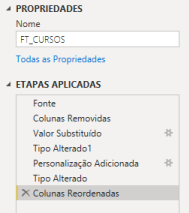 PROPRIEDADES
Nome
FT_CURSOS
Todas as Propriedades
ETAPAS APLICADAS
Fonte
Colunas Removidas
Valor Substituído
Tipo Alterado1
Personalização Adicionada
Tipo Alterado
Colunas Reordenadas